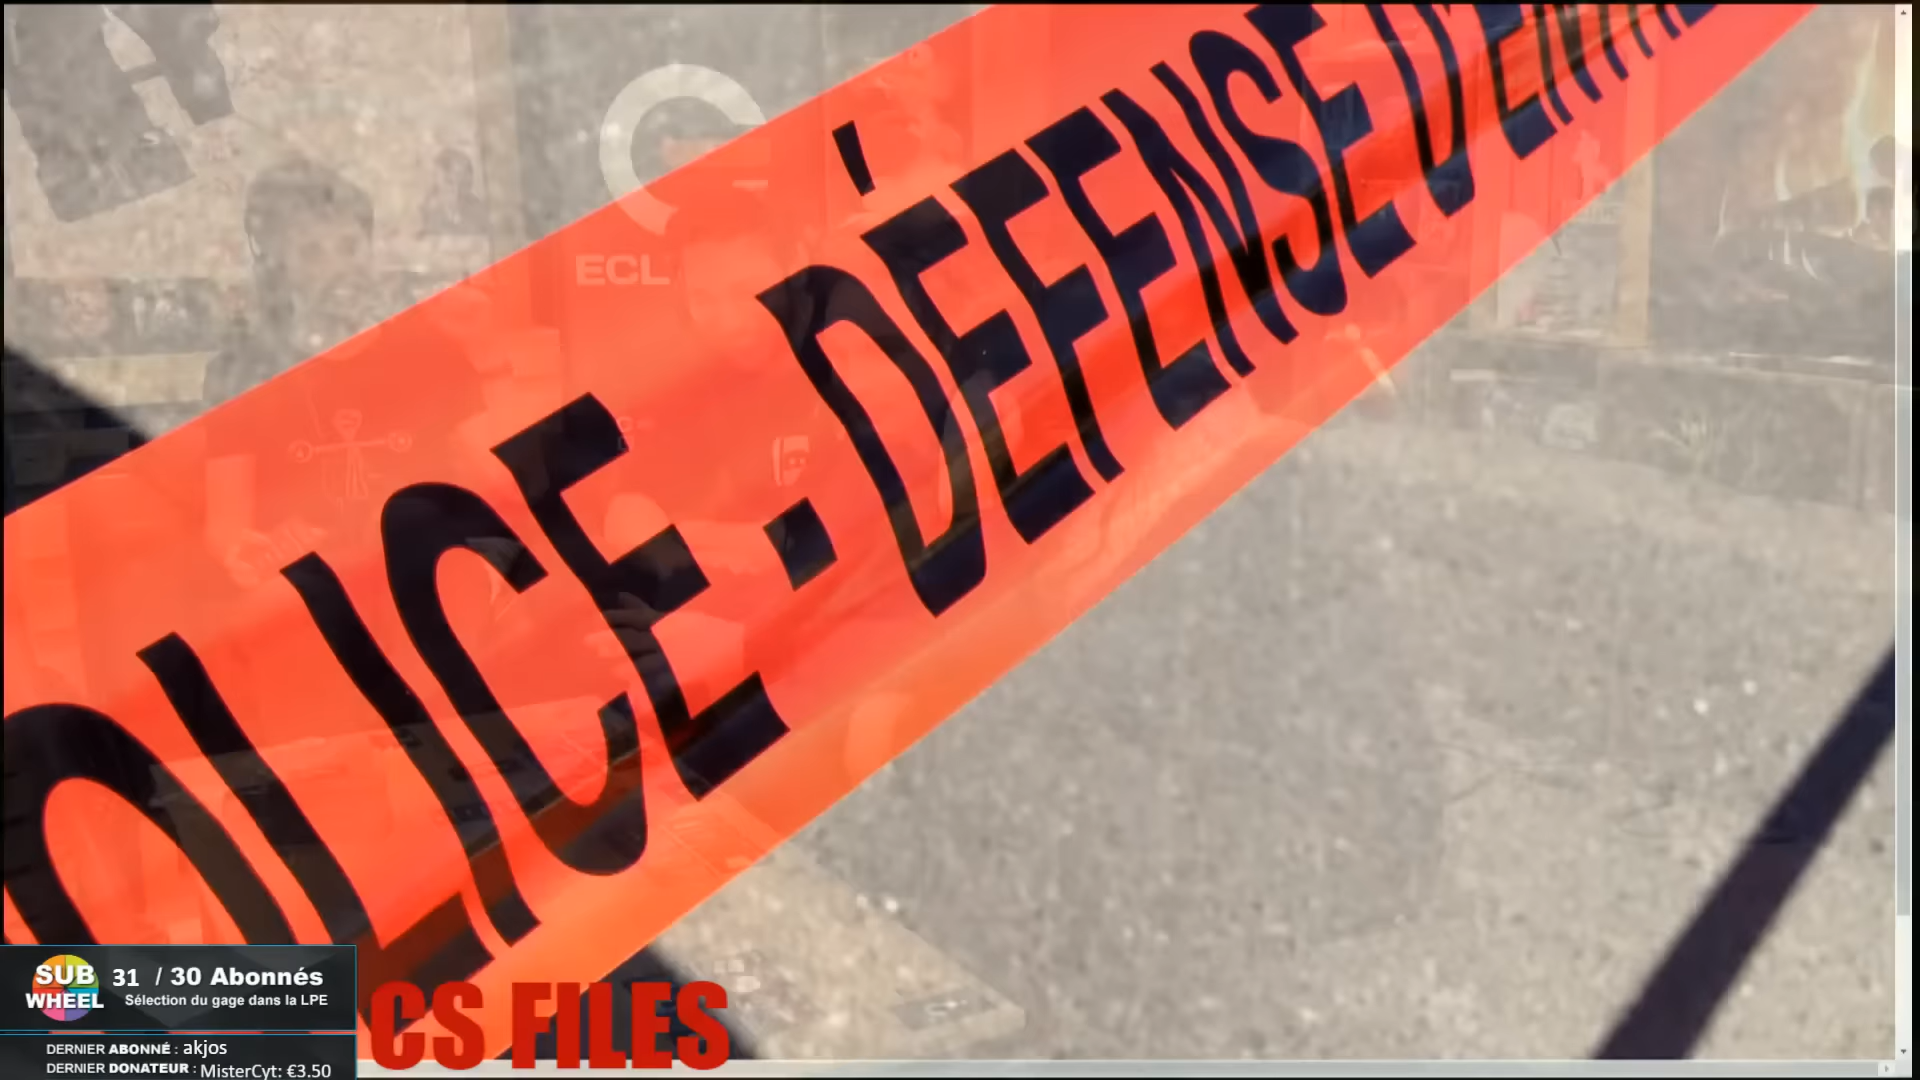 ECL
OLICE - DÉFENSE D'ENTRE
SUB
WHEEL
31 / 30 Abonnés
Sélection du gage dans la LPE
CS FILES
DERNIER ABONNÉ : akjos
DERNIER DONATEUR : MisterCyt: €3.50